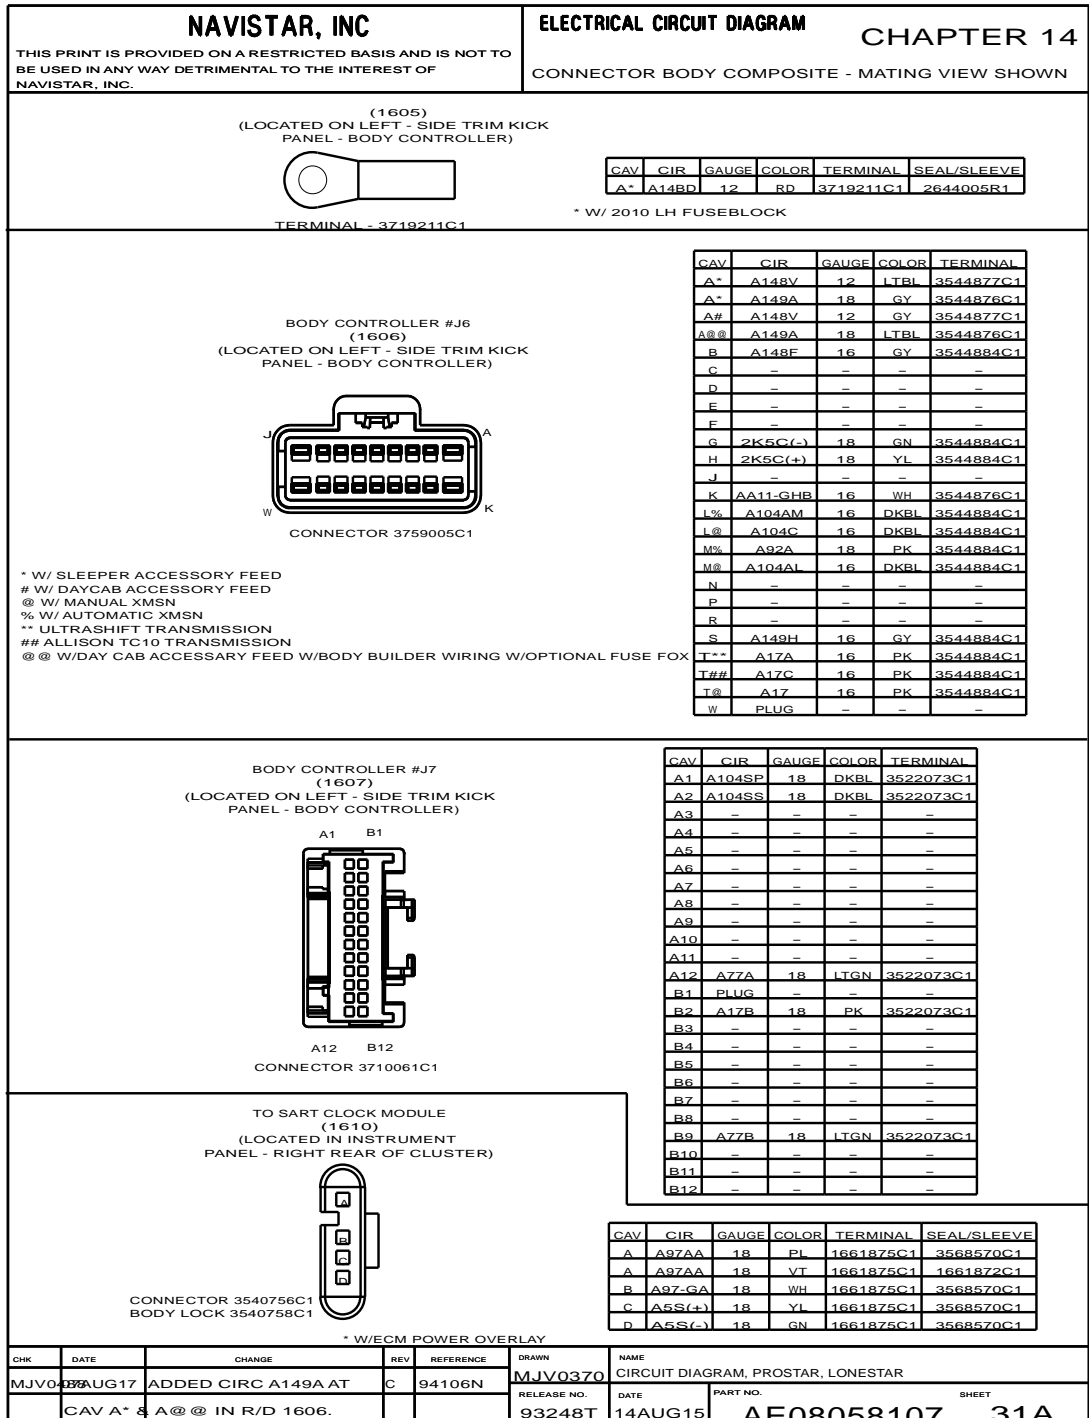 NAVISTAR, INC
THIS PRINT IS PROVIDED ON A RESTRICTED BASIS AND IS NOT TO
BE USED IN ANY WAY DETRIMENTAL TO THE INTEREST OF
NAVISTAR, INC.
ELECTRICAL CIRCUIT DIAGRAM
CHAPTER 14
CONNECTOR BODY COMPOSITE - MATING VIEW SHOWN
(1605)
(LOCATED ON LEFT - SIDE TRIM KICK
PANEL - BODY CONTROLLER)
TERMINAL - 3719211C1
CAV CIR GAUGE COLOR TERMINAL SEAL/SLEEVE
A* A14BD 12 RD 3719211C1 2644005R1
* W/ 2010 LH FUSEBLOCK
BODY CONTROLLER #J6
(1606)
(LOCATED ON LEFT - SIDE TRIM KICK
PANEL - BODY CONTROLLER)
J A
W K
CONNECTOR 3759005C1
* W/ SLEEPER ACCESSORY FEED
# W/ DAYCAB ACCESSORY FEED
@ W/ MANUAL XMSN
% W/ AUTOMATIC XMSN
** ULTRASHIFT TRANSMISSION
## ALLISON TC10 TRANSMISSION
@@ W/DAY CAB ACCESSARY FEED W/BODY BUILDER WIRING W/OPTIONAL FUSE FOX
CAV CIR GAUGE COLOR TERMINAL
A* A148V 12 LTBL 3544877C1
A* A149A 18 GY 3544876C1
A# A148V 12 GY 3544877C1
A@@ A149A 18 LTBL 3544876C1
B A148F 16 GY 3544884C1
C – – – –
D – – – –
E – – – –
F – – – –
G 2K5C(-) 18 GN 3544884C1
H 2K5C(+) 18 YL 3544884C1
J – – – –
K AA11-GHB 16 WH 3544876C1
L% A104AM 16 DKBL 3544884C1
L@ A104C 16 DKBL 3544884C1
M% A92A 18 PK 3544884C1
M@ A104AL 16 DKBL 3544884C1
N – – – –
P – – – –
R – – – –
S A149H 16 GY 3544884C1
T** A17A 16 PK 3544884C1
T## A17C 16 PK 3544884C1
T@ A17 16 PK 3544884C1
W PLUG – – –
BODY CONTROLLER #J7
(1607)
(LOCATED ON LEFT - SIDE TRIM KICK
PANEL - BODY CONTROLLER)
A1 B1
A12 B12
CONNECTOR 3710061C1
CAV CIR GAUGE COLOR TERMINAL
A1 A104SP 18 DKBL 3522073C1
A2 A104SS 18 DKBL 3522073C1
A3 – – – –
A4 – – – –
A5 – – – –
A6 – – – –
A7 – – – –
A8 – – – –
A9 – – – –
A10 – – – –
A11 – – – –
A12 A77A 18 LTGN 3522073C1
B1 PLUG – – –
B2 A17B 18 PK 3522073C1
B3 – – – –
B4 – – – –
B5 – – – –
B6 – – – –
B7 – – – –
B8 – – – –
B9 A77B 18 LTGN 3522073C1
B10 – – – –
B11 – – – –
B12 – – – –
TO SART CLOCK MODULE
(1610)
(LOCATED IN INSTRUMENT
PANEL - RIGHT REAR OF CLUSTER)
A
B
C
D
CONNECTOR 3540756C1
BODY LOCK 3540758C1
* W/ECM POWER OVERLAY
CAV CIR GAUGE COLOR TERMINAL SEAL/SLEEVE
A A97AA 18 PL 1661875C1 3568570C1
A A97AA 18 VT 1661875C1 1661872C1
B A97-GA 18 WH 1661875C1 3568570C1
C A5S(+) 18 YL 1661875C1 3568570C1
D A5S(-) 18 GN 1661875C1 3568570C1
CHK DATE CHANGE REV REFERENCE
ADDED CIRC A149A AT C 94106N
CAV A* & A@@ IN R/D 1606.
DRAWN
MJV0370
NAME
CIRCUIT DIAGRAM, PROSTAR, LONESTAR
RELEASE NO.
93248T
DATE
14AUG15
PART NO.
AE08058107
SHEET
31A